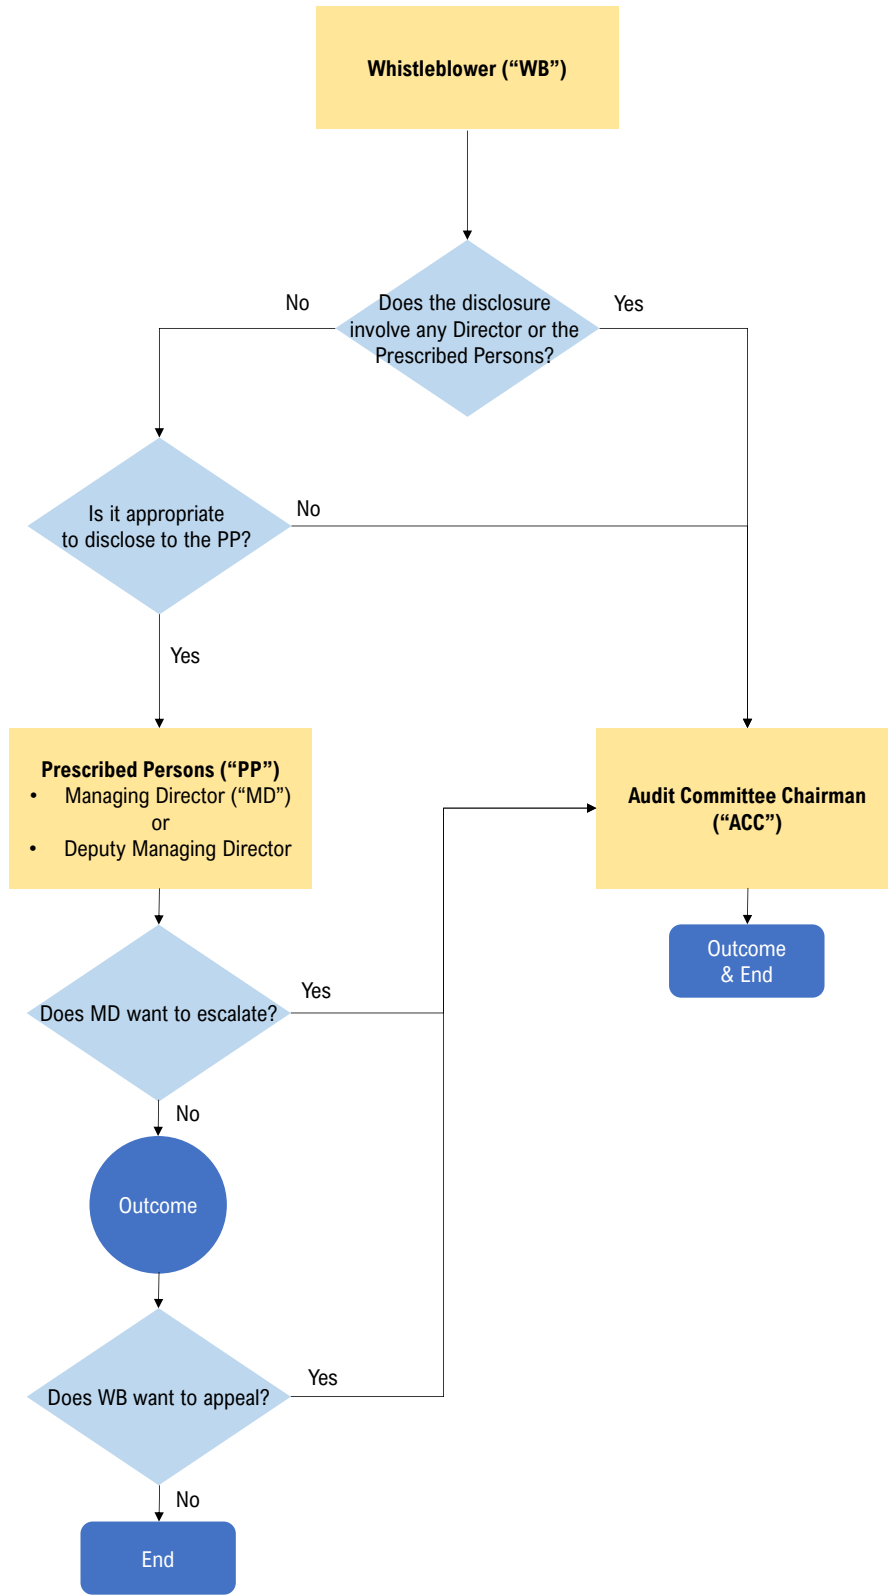 Whistleblower (“WB”)
No
Does the disclosure
involve any Director or the
Prescribed Persons?
Yes
Is it appropriate
to disclose to the PP?
No
Yes
Prescribed Persons (“PP”)
• Managing Director (“MD”)
or
• Deputy Managing Director
Audit Committee Chairman
(“ACC”)
Outcome
& End
Does MD want to escalate?
Yes
No
Outcome
Does WB want to appeal?
Yes
No
End